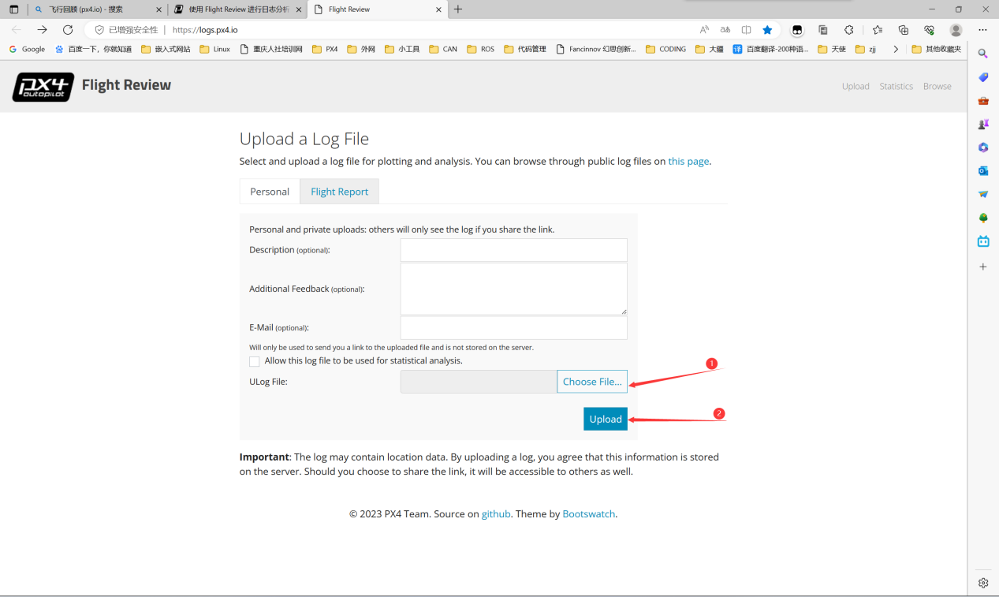 飞行回顾 (px4.io) - 搜索
使用 Flight Review 进行日志分析
Flight Review
已增强安全性
https://logs.px4.io
Google
百度一下，你就知道
嵌入式网站
Linux
重庆人社培训网
PX4
外网
小工具
CAN
ROS
代码管理
Fancinnov 幻思创新...
CODING
大疆
译 百度翻译-200种语...
天使
zjj
其他收藏夹
px4 autopilot
Flight Review
Upload Statistics Browse
Upload a Log File
Select and upload a log file for plotting and analysis. You can browse through public log files on this page.
Personal
Flight Report
Personal and private uploads: others will only see the log if you share the link.
Description (optional):
Additional Feedback (optional):
E-Mail (optional):
Will only be used to send you a link to the uploaded file and is not stored on the server.
Allow this log file to be used for statistical analysis.
1
ULog File:
Choose File...
2
Upload
Important: The log may contain location data. By uploading a log, you agree that this information is stored
on the server. Should you choose to share the link, it will be accessible to others as well.
© 2023 PX4 Team. Source on github. Theme by Bootswatch.